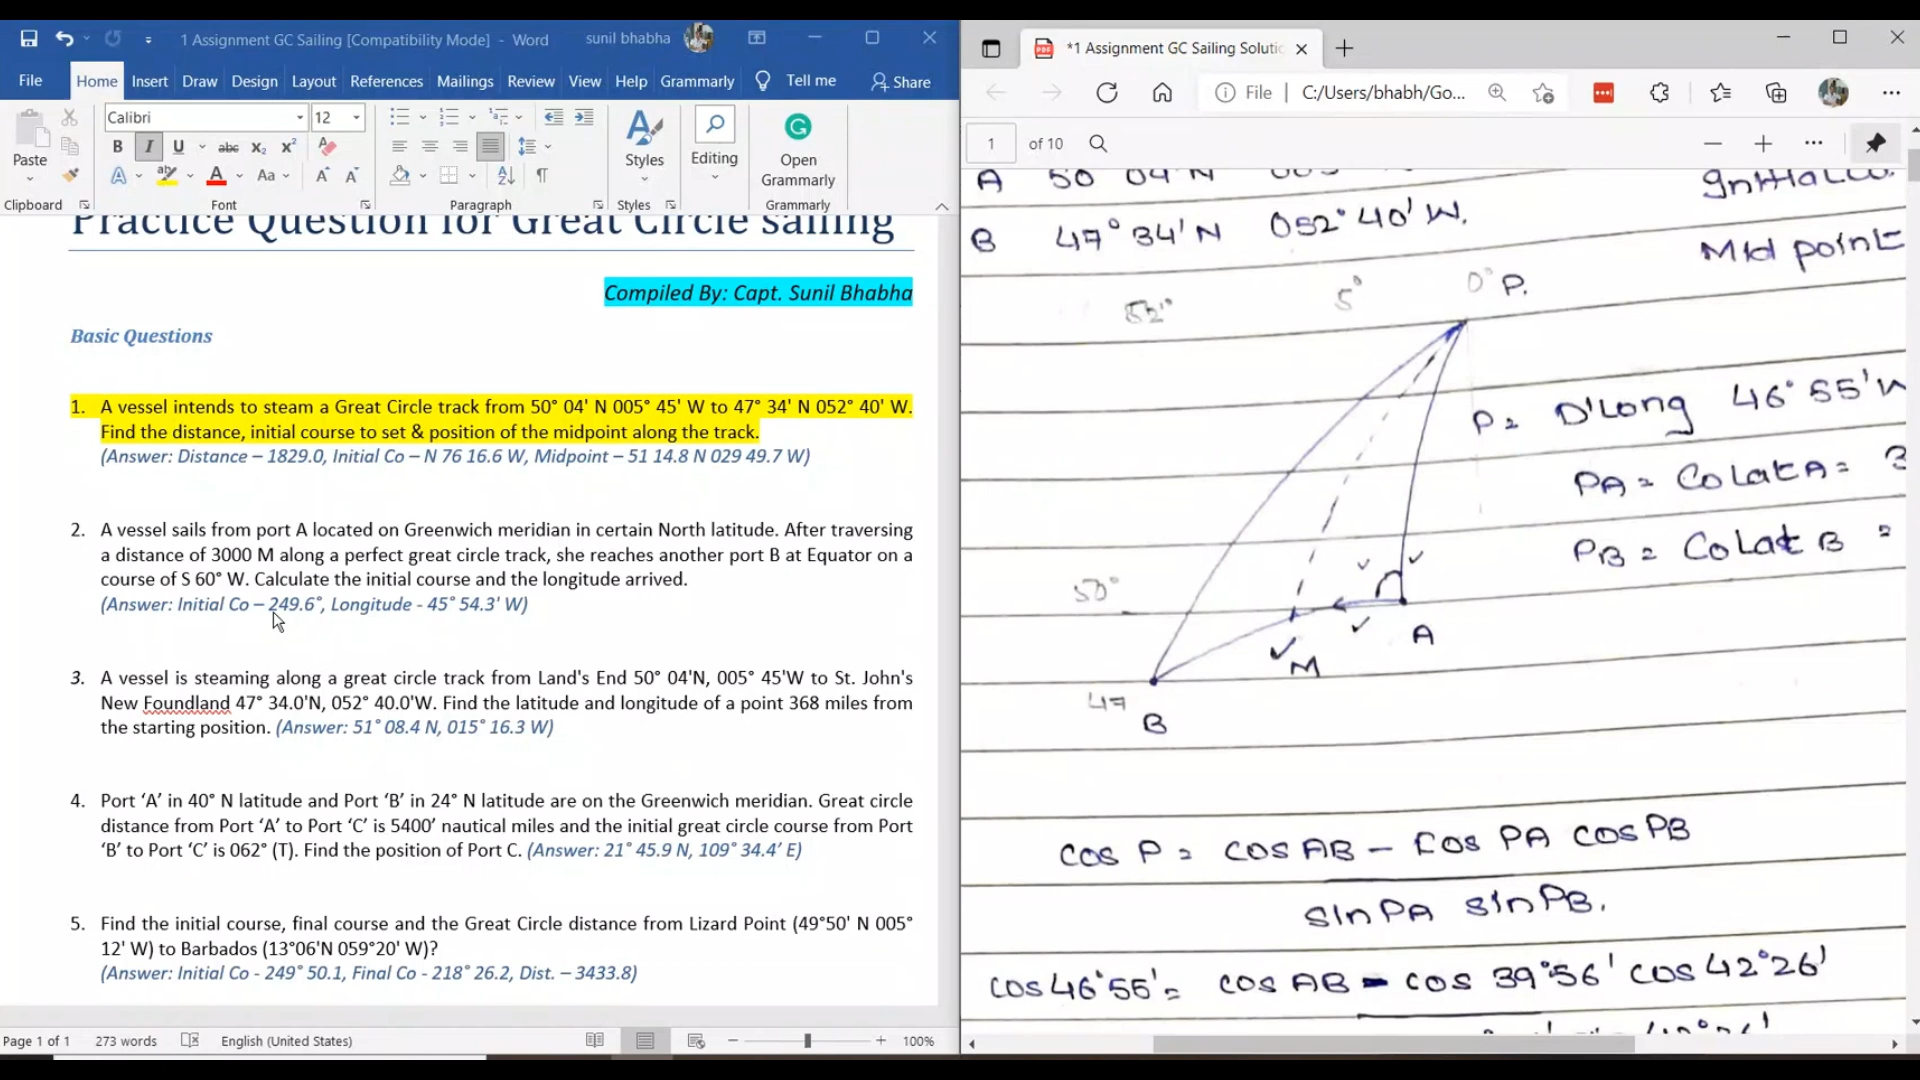 1 Assignment GC Sailing [Compatibility Mode] - Word
sunil bhabha
File Home Insert Draw Design Layout References Mailings Review View Help Grammarly Tell me Share
Paste
Clipboard
Calibri 12
B I U abc X₂ X²
A A Aa A A
Font
Paragraph
Styles
Styles
Editing
Open Grammarly
Grammarly
Practice Question for Great Circle sailing
Compiled By: Capt. Sunil Bhabha
Basic Questions
1. A vessel intends to steam a Great Circle track from 50° 04' N 005° 45' W to 47° 34' N 052° 40' W.
Find the distance, initial course to set & position of the midpoint along the track.
(Answer: Distance – 1829.0, Initial Co – N 76 16.6 W, Midpoint – 51 14.8 N 029 49.7 W)
2. A vessel sails from port A located on Greenwich meridian in certain North latitude. After traversing
a distance of 3000 M along a perfect great circle track, she reaches another port B at Equator on a
course of S 60° W. Calculate the initial course and the longitude arrived.
(Answer: Initial Co – 249.6°, Longitude - 45° 54.3' W)
3. A vessel is steaming along a great circle track from Land's End 50° 04'N, 005° 45'W to St. John's
New Foundland 47° 34.0'N, 052° 40.0'W. Find the latitude and longitude of a point 368 miles from
the starting position. (Answer: 51° 08.4 N, 015° 16.3 W)
4. Port ‘A’ in 40° N latitude and Port ‘B’ in 24° N latitude are on the Greenwich meridian. Great circle
distance from Port ‘A’ to Port ‘C’ is 5400’ nautical miles and the initial great circle course from Port
‘B’ to Port ‘C’ is 062° (T). Find the position of Port C. (Answer: 21° 45.9 N, 109° 34.4’ E)
5. Find the initial course, final course and the Great Circle distance from Lizard Point (49°50' N 005°
12' W) to Barbados (13°06'N 059°20' W)?
(Answer: Initial Co - 249° 50.1, Final Co - 218° 26.2, Dist. – 3433.8)
Page 1 of 1 273 words English (United States) 100%
*1 Assignment GC Sailing Solutic
File C:/Users/bhabh/Go...
1 of 10
A 50 04' N
B 47° 34' N 052° 40' W.
Mid point
52° 5° 0° P.
P = D'Long 46° 55' W
PA = CoLat A = 3
PB = CoLat B =
50°
A
M
47
B
cos P = cos AB - cos PA cos PB
sin PA sin PB.
cos 46° 55' = cos AB - cos 39° 56' cos 42° 26'